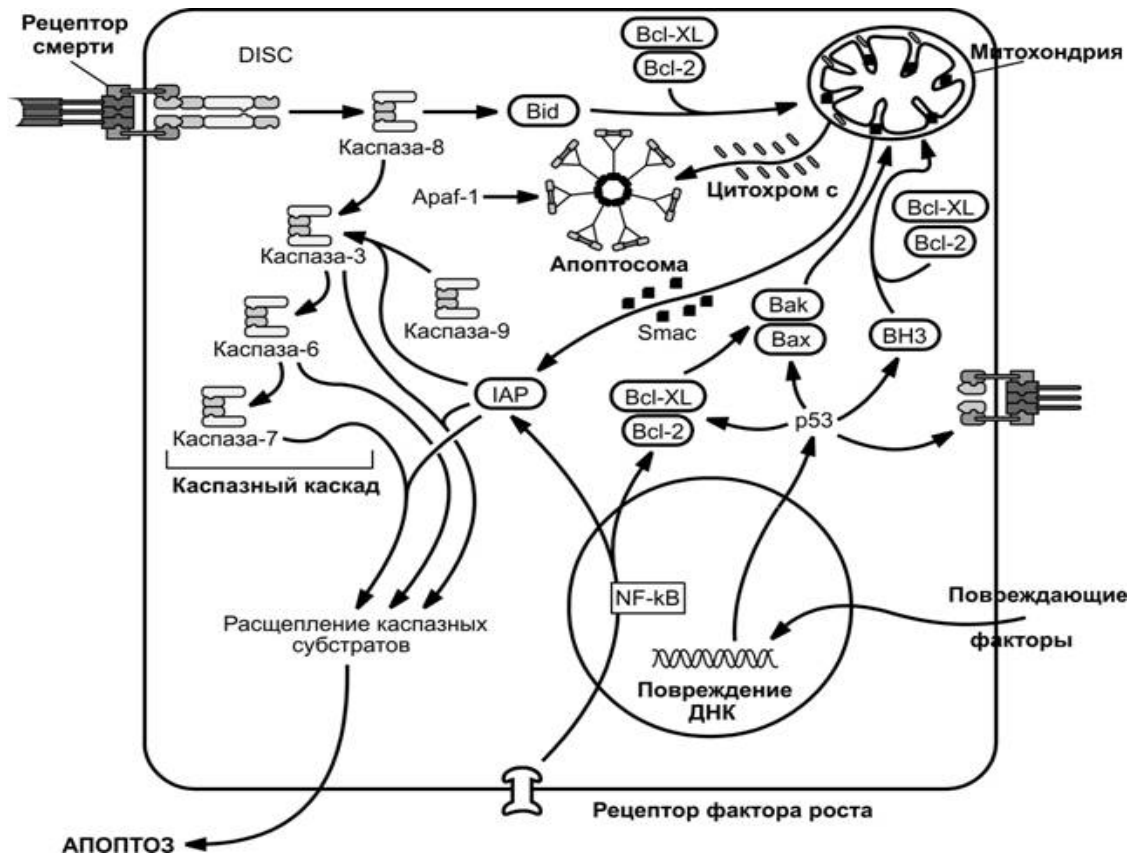 Рецептор
смерти
DISC
Bcl-XL
Bcl-2
Митохондрия
Bid
Каспаза-8
Цитохром с
Apaf-1
Bcl-XL
Bcl-2
Каспаза-3
Апоптосома
Каспаза-9
Smac
Bak
Bax
BH3
Каспаза-6
IAP
Bcl-XL
Bcl-2
p53
Каспаза-7
Каспазный каскад
NF-kB
Повреждающие
факторы
Расщепление каспазных
субстратов
Повреждение
ДНК
Рецептор фактора роста
АПОПТОЗ